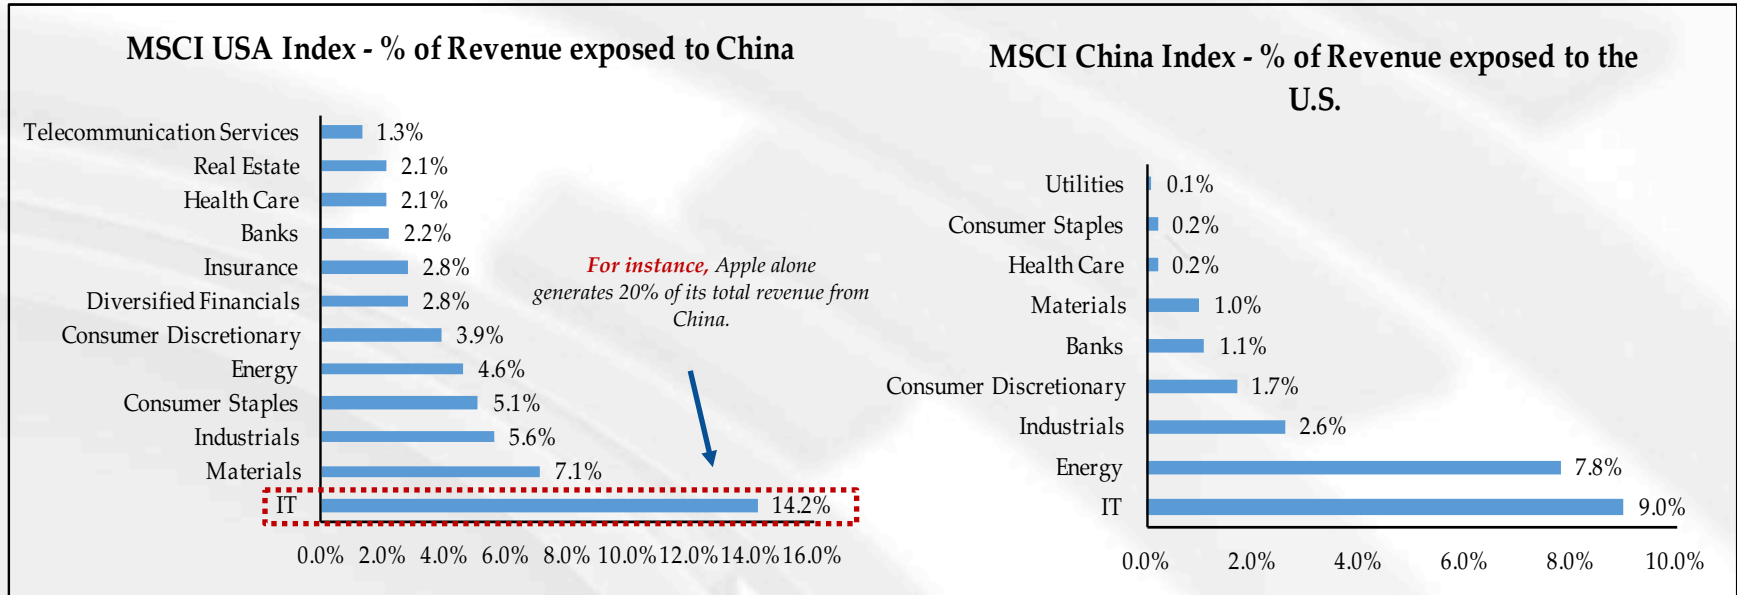 MSCI USA Index - % of Revenue exposed to China
Telecommunication Services 1.3%
Real Estate 2.1%
Health Care 2.1%
Banks 2.2%
Insurance 2.8%
Diversified Financials 2.8%
Consumer Discretionary 3.9%
Energy 4.6%
Consumer Staples 5.1%
Industrials 5.6%
Materials 7.1%
IT 14.2%
0.0% 2.0% 4.0% 6.0% 8.0% 10.0% 12.0% 14.0% 16.0%
For instance, Apple alone
generates 20% of its total revenue from
China.
MSCI China Index - % of Revenue exposed to the
U.S.
Utilities 0.1%
Consumer Staples 0.2%
Health Care 0.2%
Materials 1.0%
Banks 1.1%
Consumer Discretionary 1.7%
Industrials 2.6%
Energy 7.8%
IT 9.0%
0.0% 2.0% 4.0% 6.0% 8.0% 10.0%